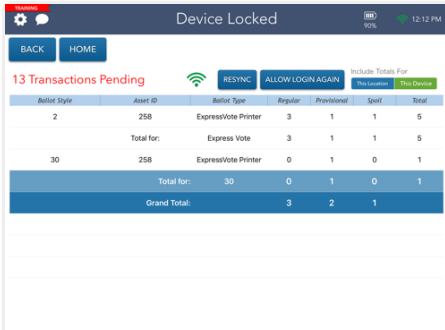 TRAINING
Device Locked
90%
12:12 PM
BACK HOME
13 Transactions Pending
RESYNC
ALLOW LOGIN AGAIN
Include Totals For
This Location This Device
Ballot Style Asset ID Ballot Type Regular Provisional Spoil Total
2 258 ExpressVote Printer 3 1 1 5
Total for: Express Vote 3 1 1 5
30 258 ExpressVote Printer 0 1 0 1
Total for: 30 0 1 0 1
Grand Total: 3 2 1